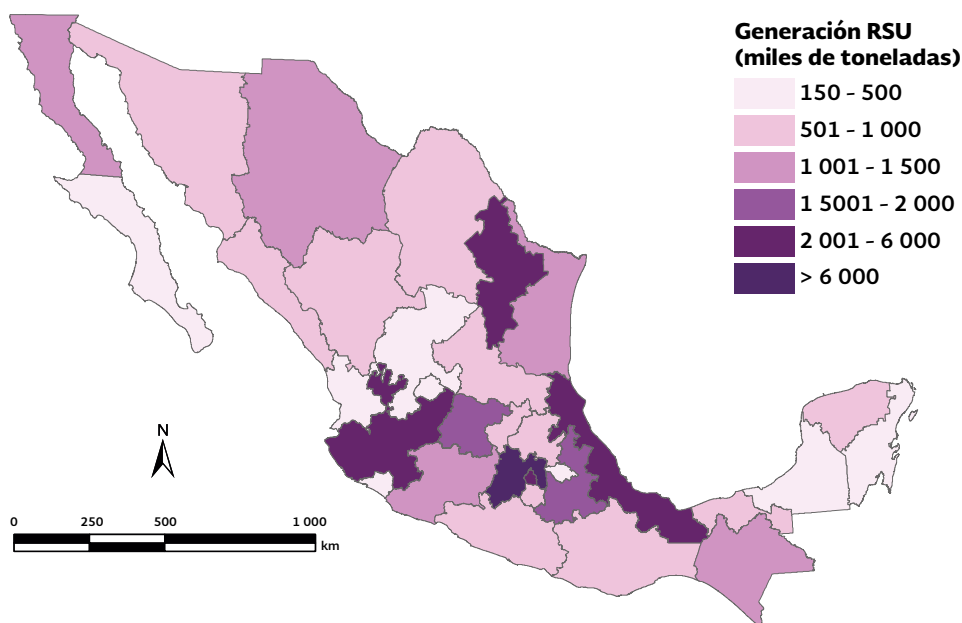 Generación RSU
(miles de toneladas)
150 - 500
501 - 1 000
1 001 - 1 500
1 5001 - 2 000
2 001 - 6 000
> 6 000
N
0 250 500 1 000
km